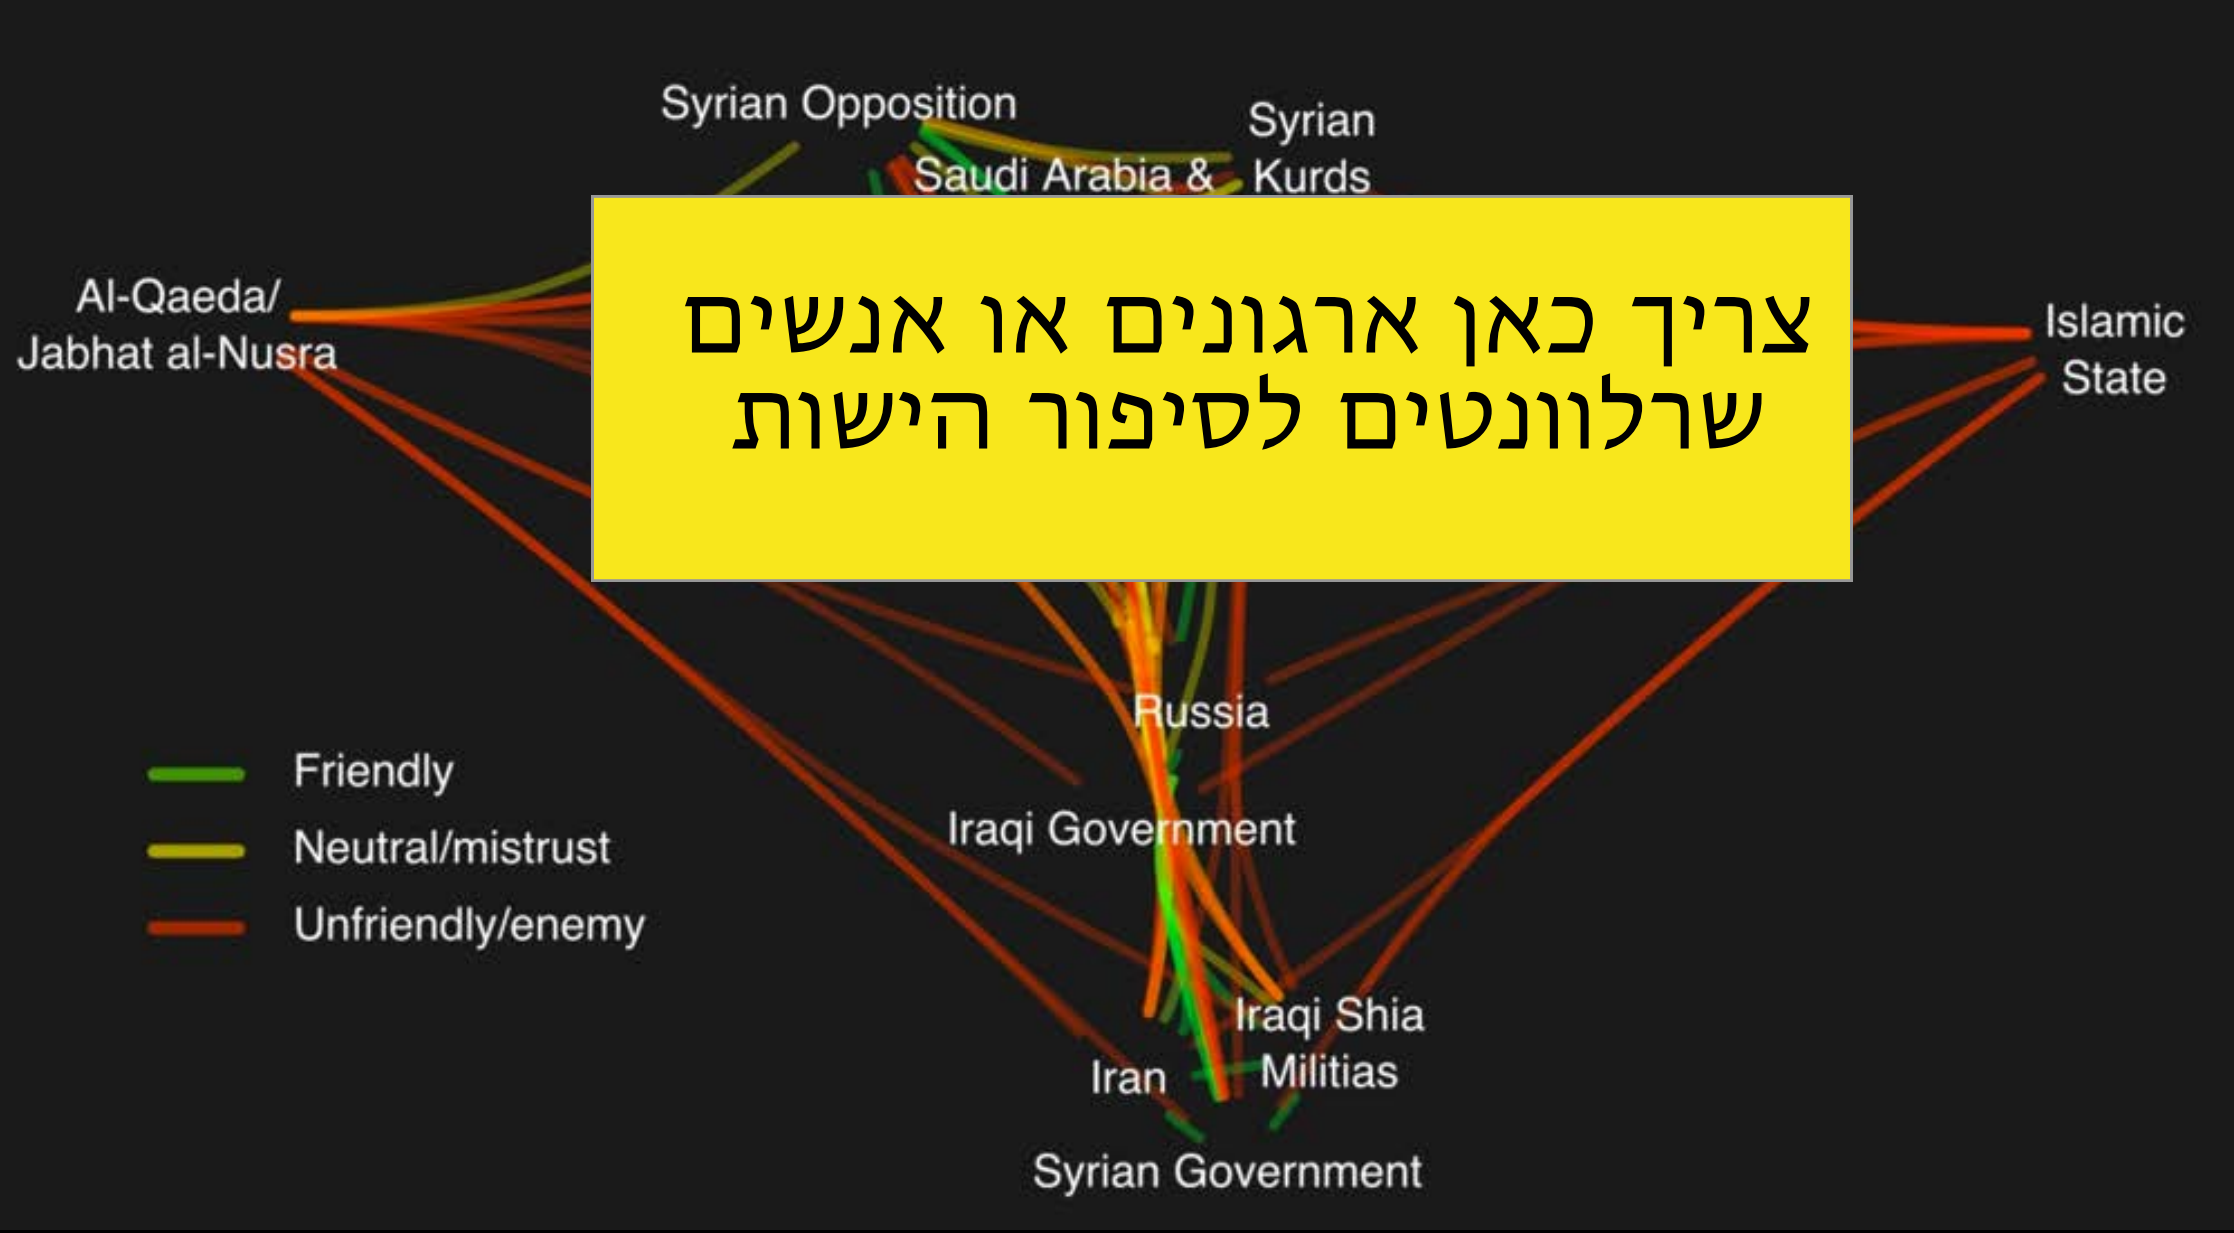 Syrian Opposition
Syrian
Kurds
Saudi Arabia &
Al-Qaeda/
Jabhat al-Nusra
צריך כאן ארגונים או אנשים
שרלוונטים לסיפור הישות
Islamic
State
Russia
Friendly
Neutral/mistrust
Unfriendly/enemy
Iraqi Government
Iraqi Shia
Militias
Iran
Syrian Government